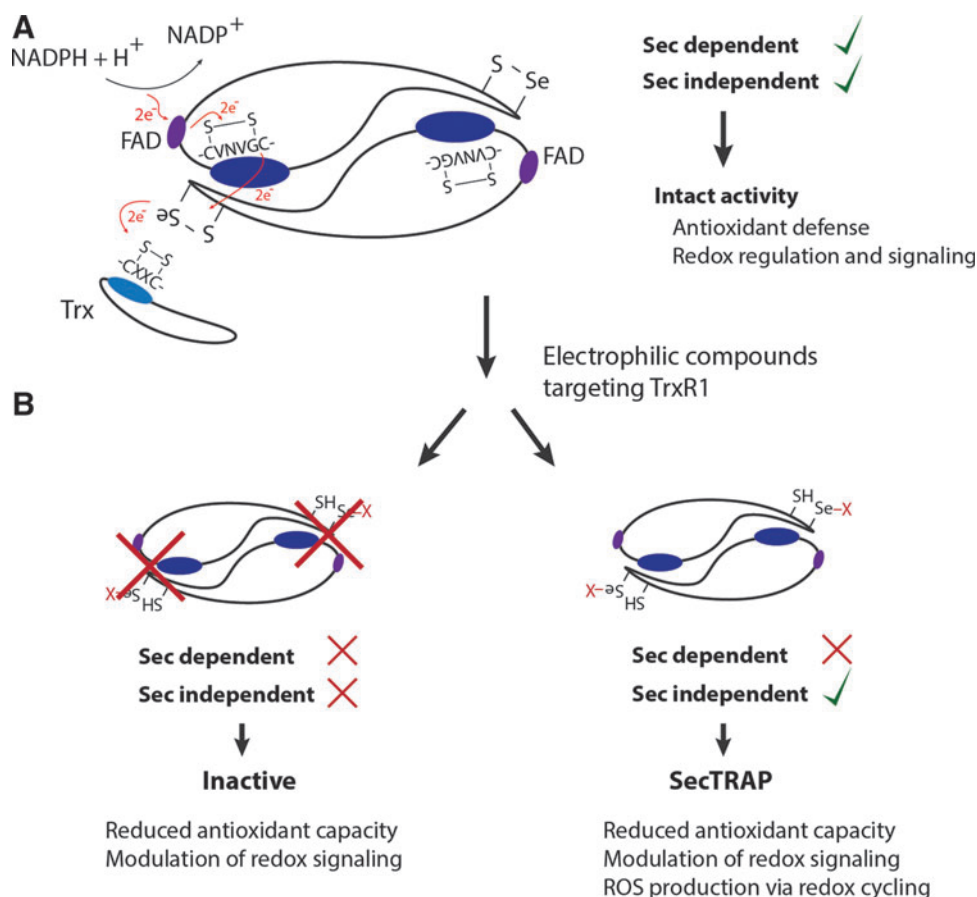 A
NADPH + H+
NADP+
2e-
2e-
FAD
S
S
-CVNVGC-
2e-
Se
S
2e-
S
S
-CXXC-
Trx
S
Se
-CVNVGC-
S
S
FAD
Sec dependent
Sec independent
Intact activity
Antioxidant defense
Redox regulation and signaling
Electrophilic compounds
targeting TrxR1
B
SH
Se-X
X-Se
SH
Sec dependent
Sec independent
Inactive
Reduced antioxidant capacity
Modulation of redox signaling
SH
Se-X
X-Se
SH
Sec dependent
Sec independent
SecTRAP
Reduced antioxidant capacity
Modulation of redox signaling
ROS production via redox cycling